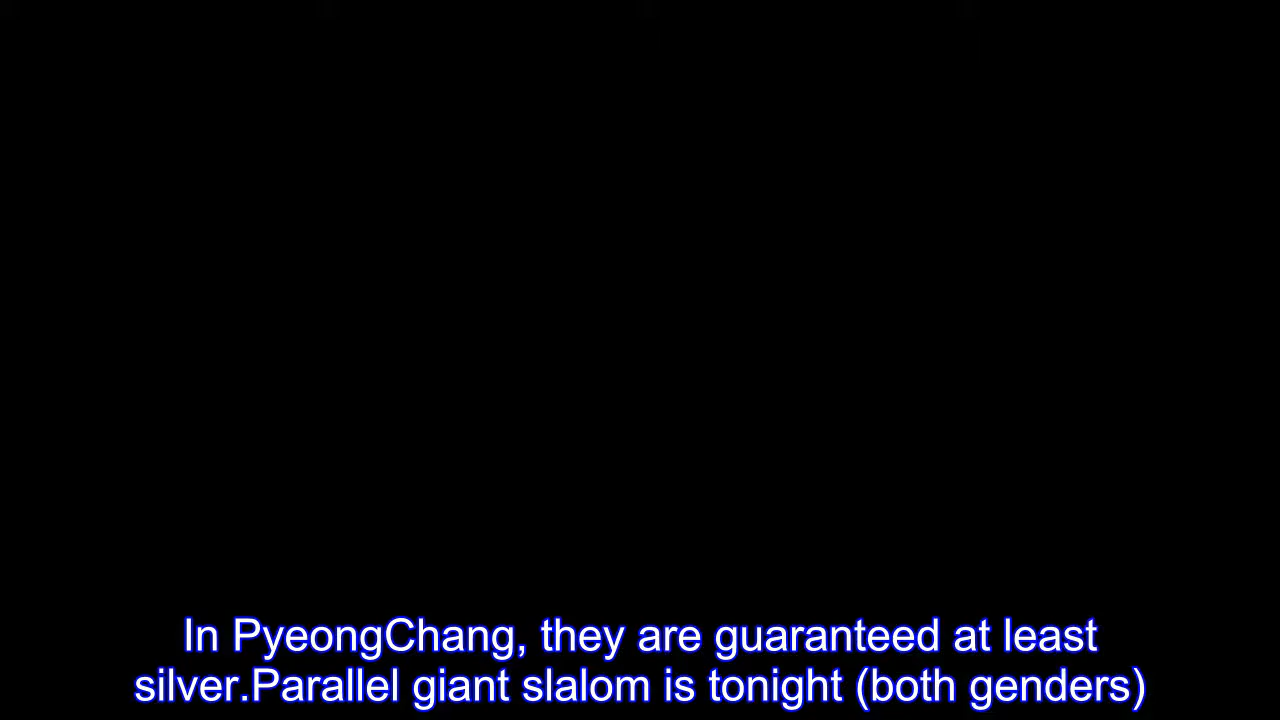 In PyeongChang, they are guaranteed at least
silver.Parallel giant slalom is tonight (both genders)